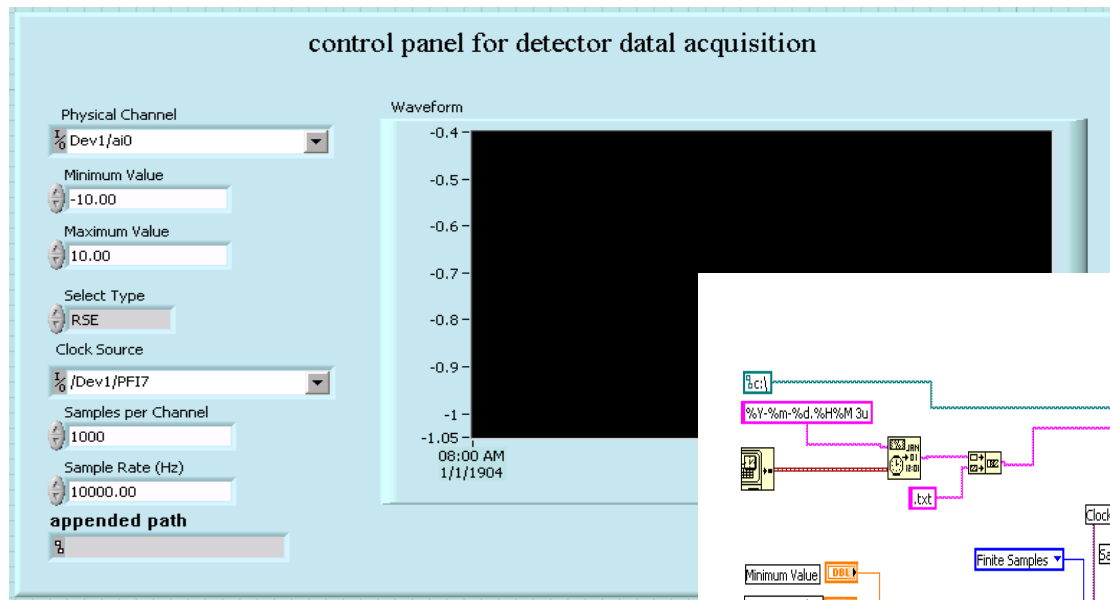 control panel for detector datal acquisition
Physical Channel
Dev1/ai0
Minimum Value
-10.00
Maximum Value
10.00
Select Type
RSE
Clock Source
/Dev1/PFI7
Samples per Channel
1000
Sample Rate (Hz)
10000.00
appended path
Waveform
-0.4
-0.5
-0.6
-0.7
-0.8
-0.9
-1
-1.05
08:00 AM
1/1/1904
c:\
%Y-%m-%d.%H%M 3u
.txt
Clock
Finite Samples
Sa
Minimum Value
DBL